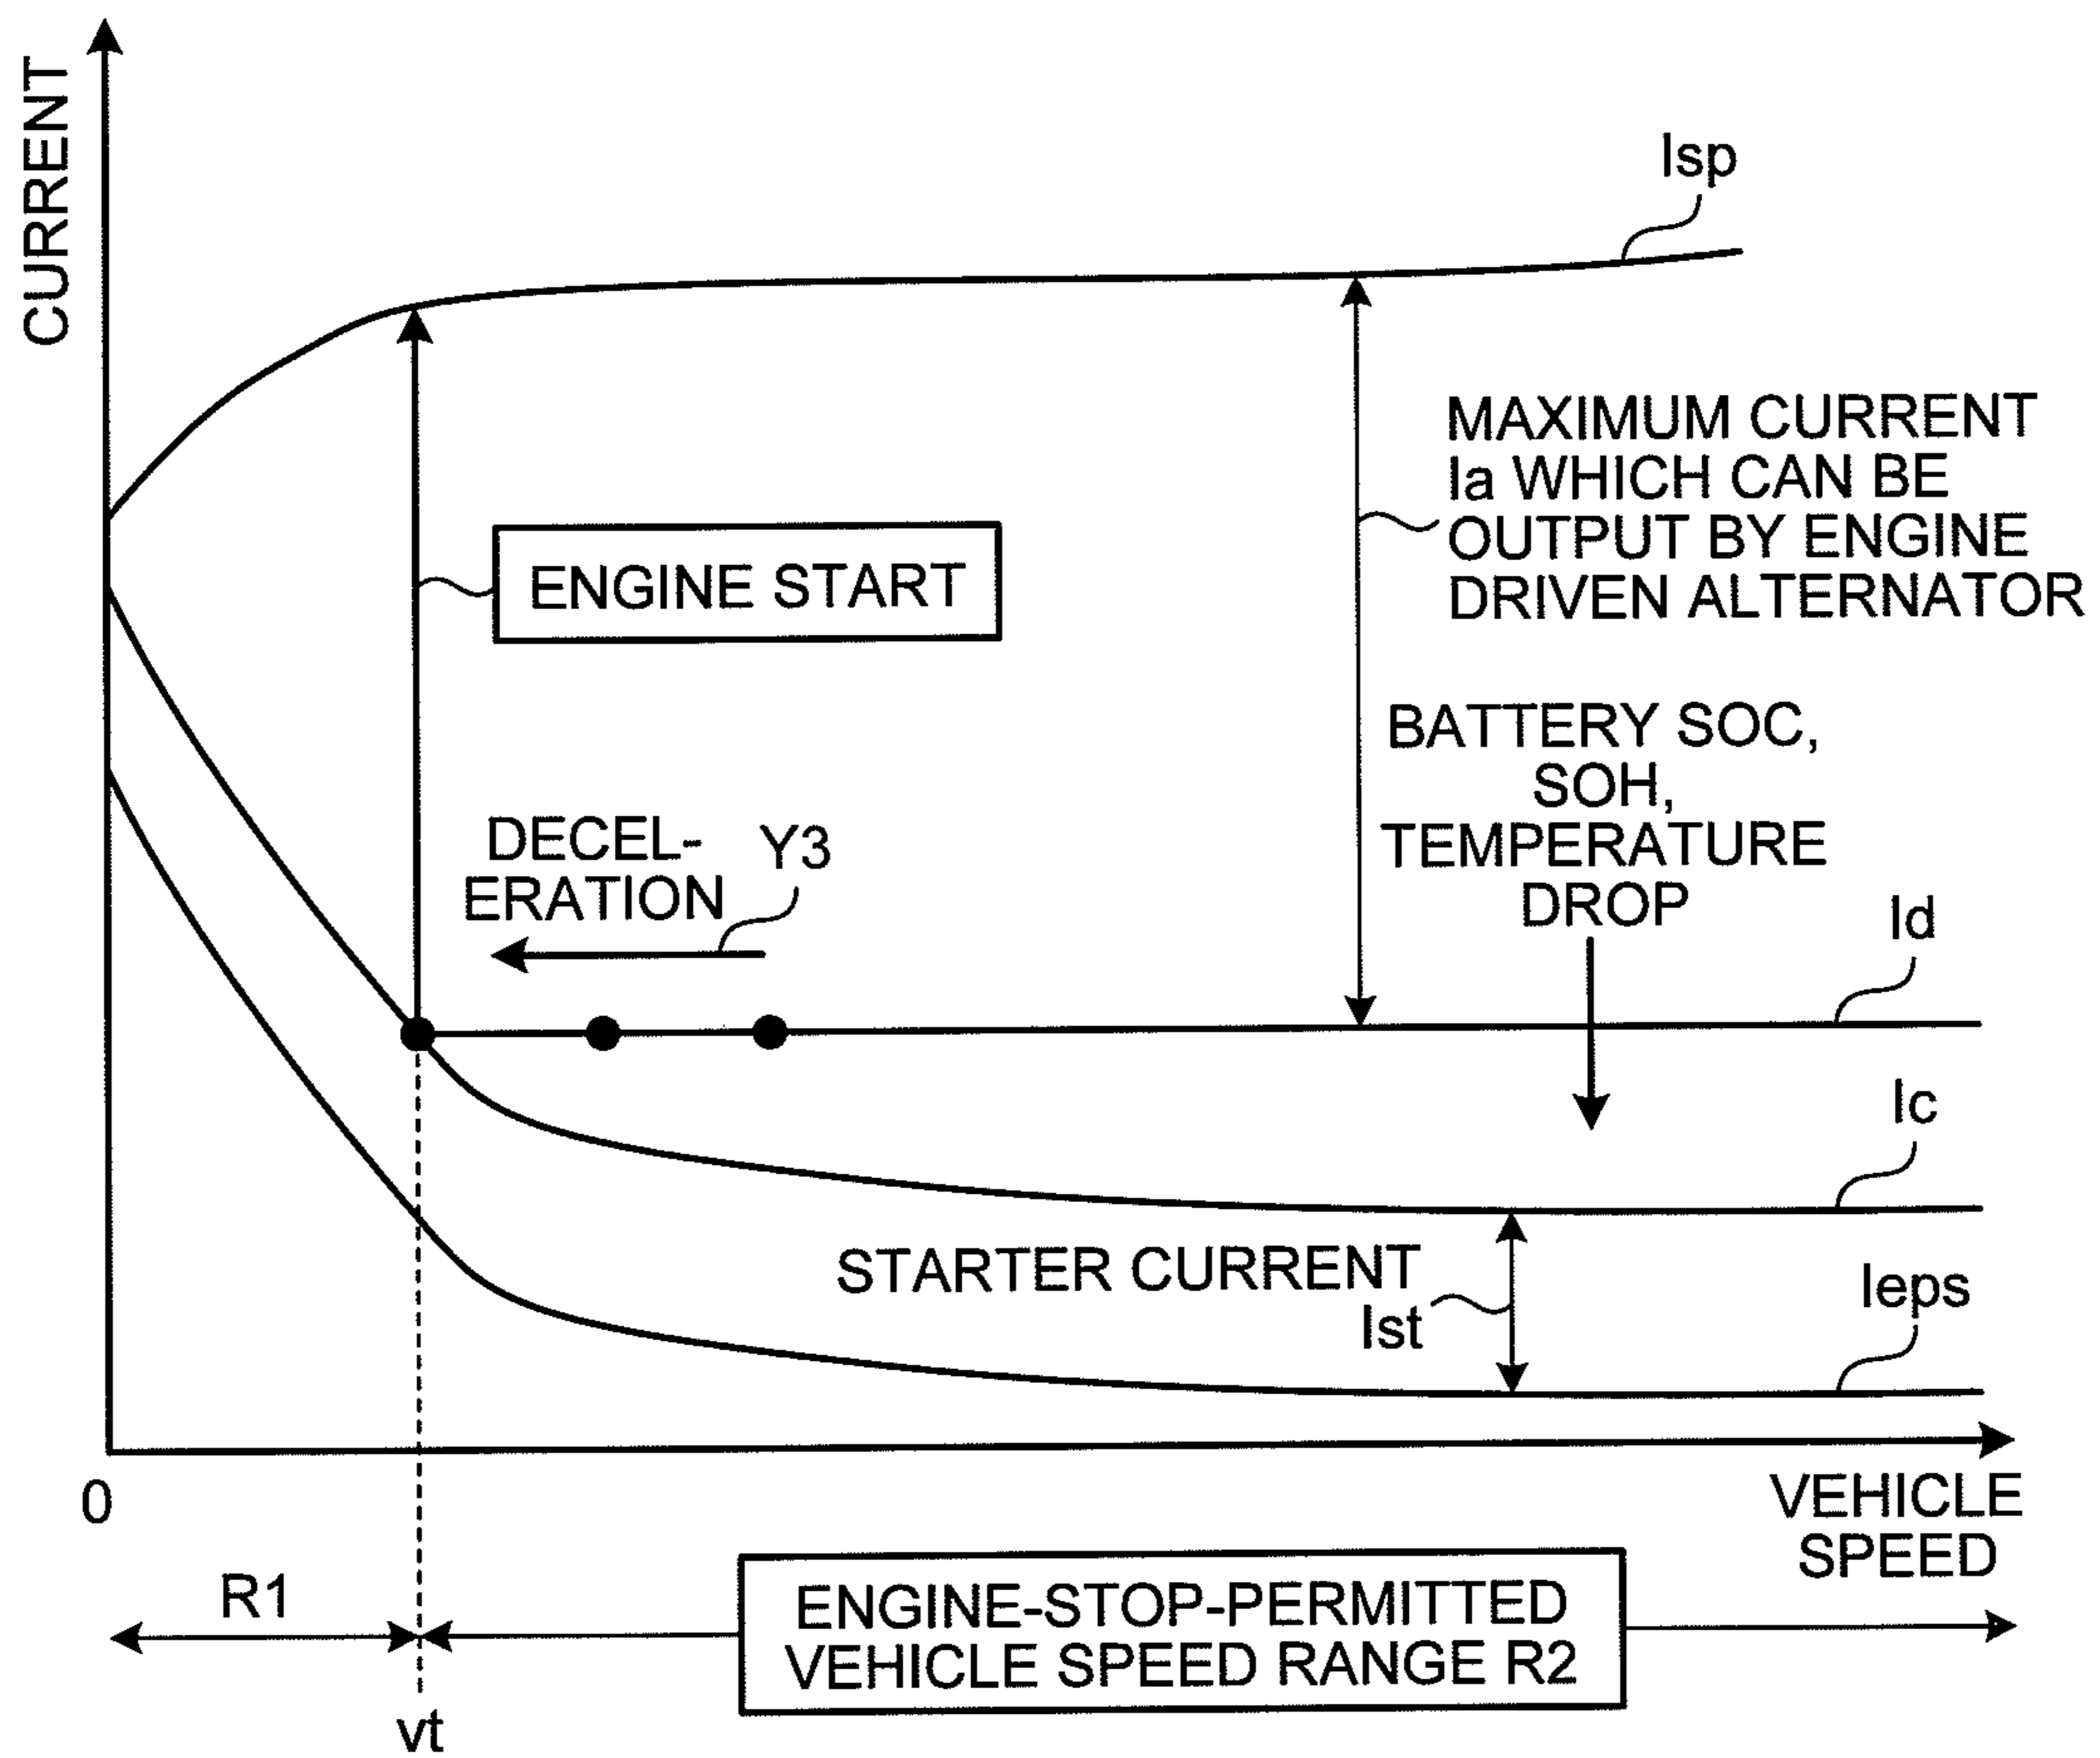 CURRENT
Isp
MAXIMUM CURRENT
Ia WHICH CAN BE
OUTPUT BY ENGINE
DRIVEN ALTERNATOR
ENGINE START
BATTERY SOC,
SOH,
TEMPERATURE
DROP
DECEL-
ERATION
Y3
Id
Ic
STARTER CURRENT
Ist
Ieps
0
VEHICLE
SPEED
R1
ENGINE-STOP-PERMITTED
VEHICLE SPEED RANGE R2
vt